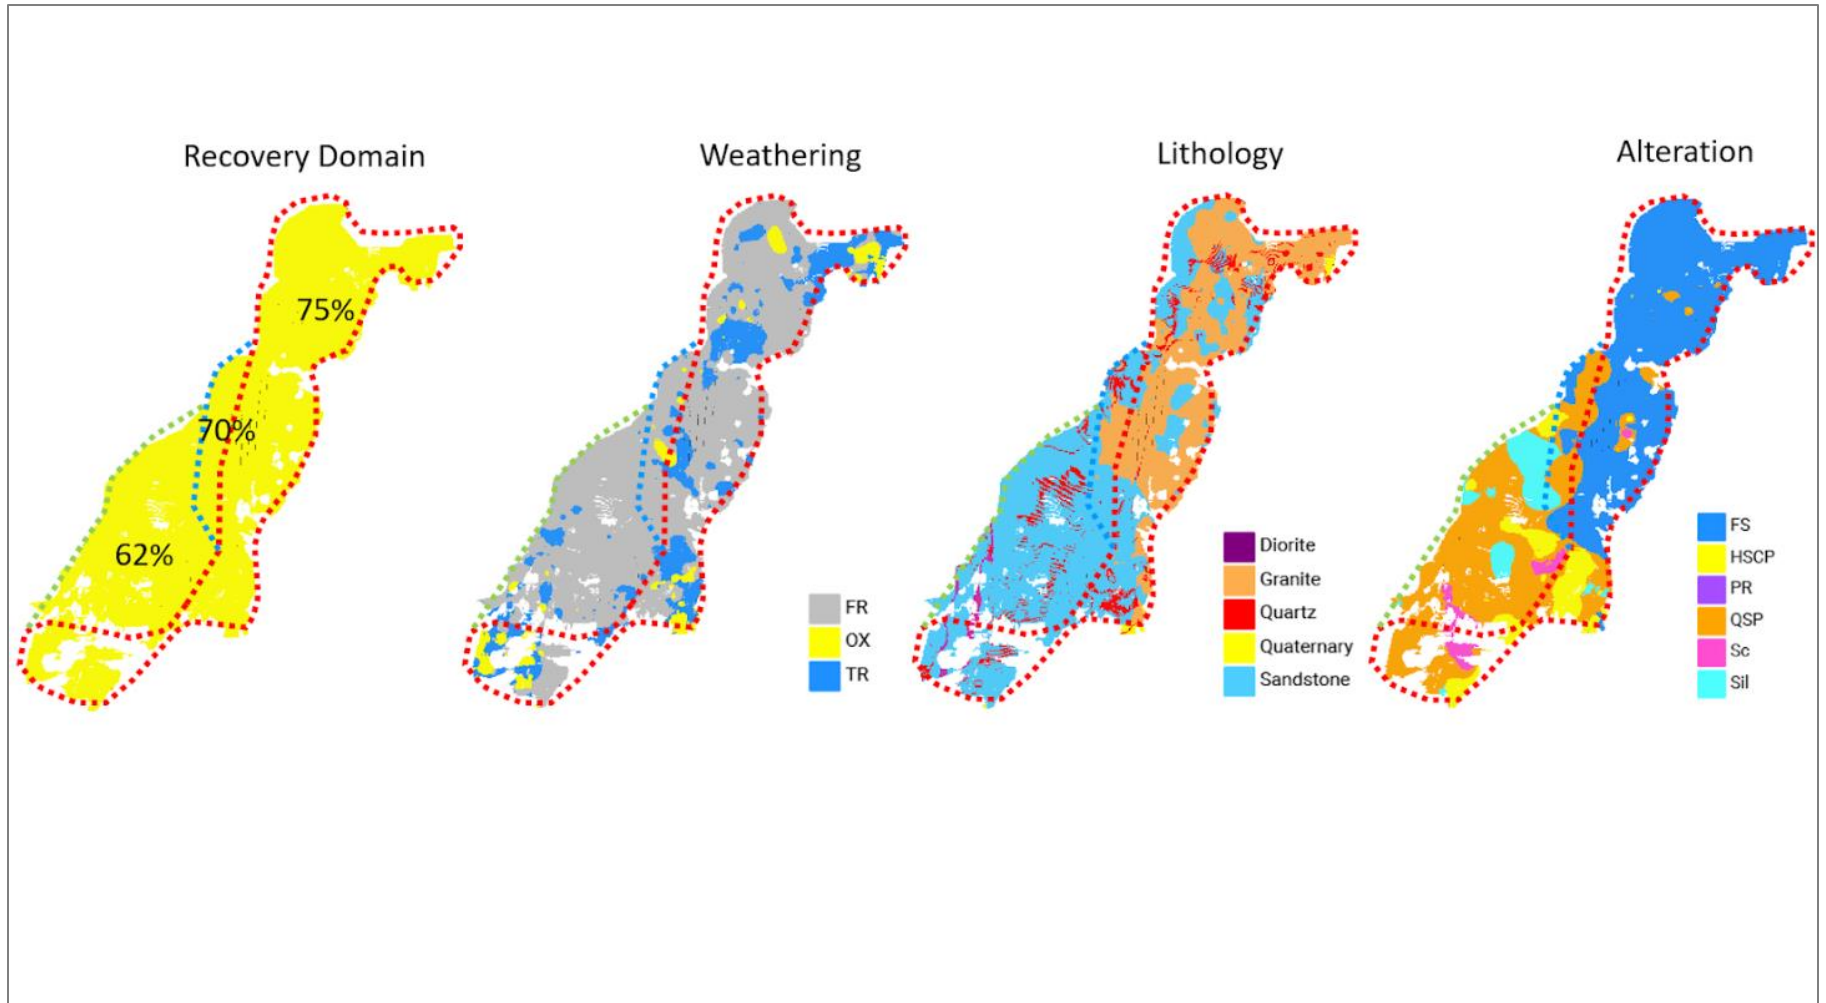 Recovery Domain
Weathering
Lithology
Alteration
75%
70%
62%
FR
OX
TR
Diorite
Granite
Quartz
Quaternary
Sandstone
FS
HSCP
PR
QSP
Sc
Sil